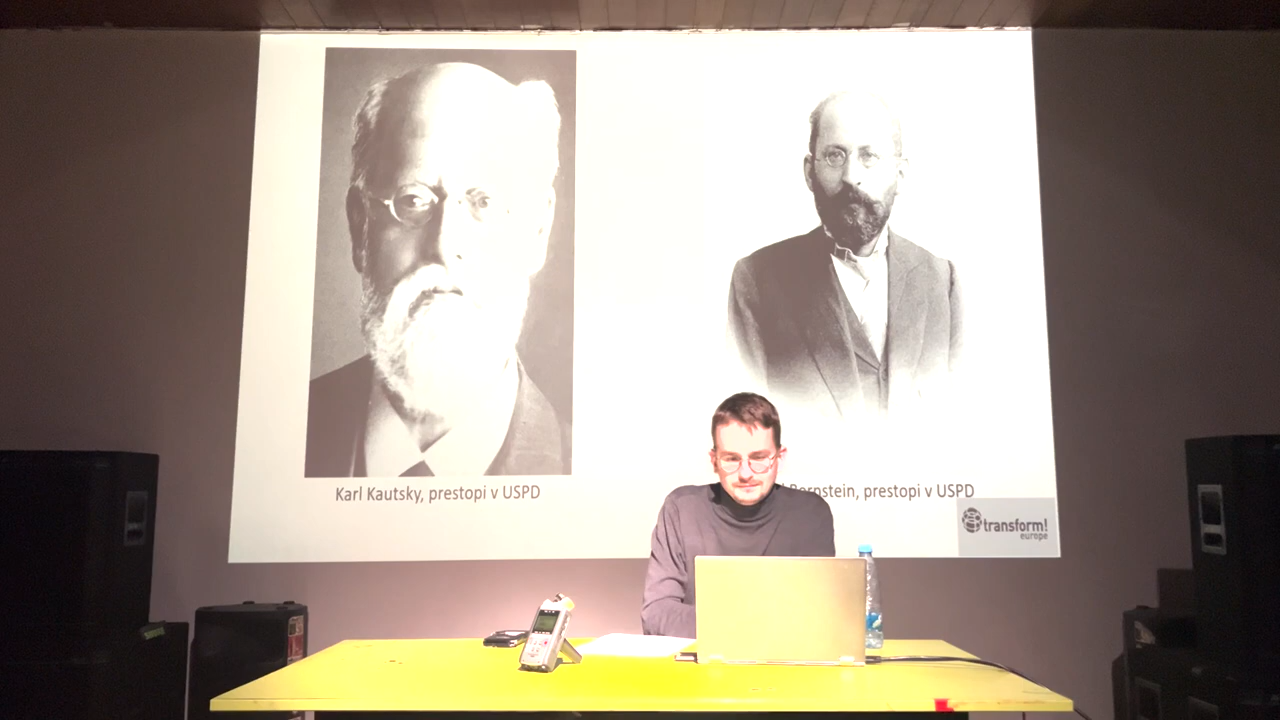 Karl Kautsky, prestopi v USPD
Bernstein, prestopi v USPD
transform!
europe